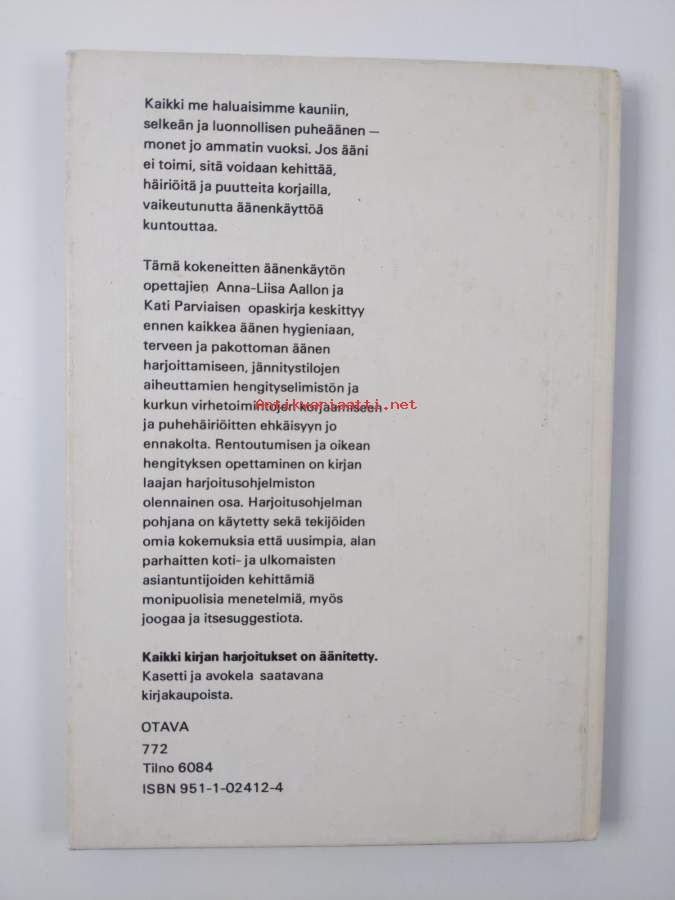 Kaikki me haluaisimme kauniin,
selkeän ja luonnollisen puheäänen —
monet jo ammatin vuoksi. Jos ääni
ei toimi, sitä voidaan kehittää,
häiriöitä ja puutteita korjailla,
vaikeutunutta äänenkäyttöä
kuntouttaa.
Tämä kokeneitten äänenkäytön
opettajien Anna-Liisa Aallon ja
Kati Parviaisen opaskirja keskittyy
ennen kaikkea äänen hygieniaan,
terveen ja pakottoman äänen
harjoittamiseen, jännitystilojen
aiheuttamien hengityselimistön ja
kurkun virhetoimintojen korjaamiseen
Antikvariaatti.net
ja puhehäiriöitten ehkäisyyn jo
ennakolta. Rentoutumisen ja oikean
hengityksen opettaminen on kirjan
laajan harjoitusohjelmiston
olennainen osa. Harjoitusohjelman
pohjana on käytetty sekä tekijöiden
omia kokemuksia että uusimpia, alan
parhaitten koti- ja ulkomaisten
asiantuntijoiden kehittämiä
monipuolisia menetelmiä, myös
joogaa ja itsesuggestiota.
Kaikki kirjan harjoitukset on äänitetty.
Kasetti ja avokela saatavana
kirjakaupoista.
OTAVA
772
Tilno 6084
ISBN 951-1-02412-4